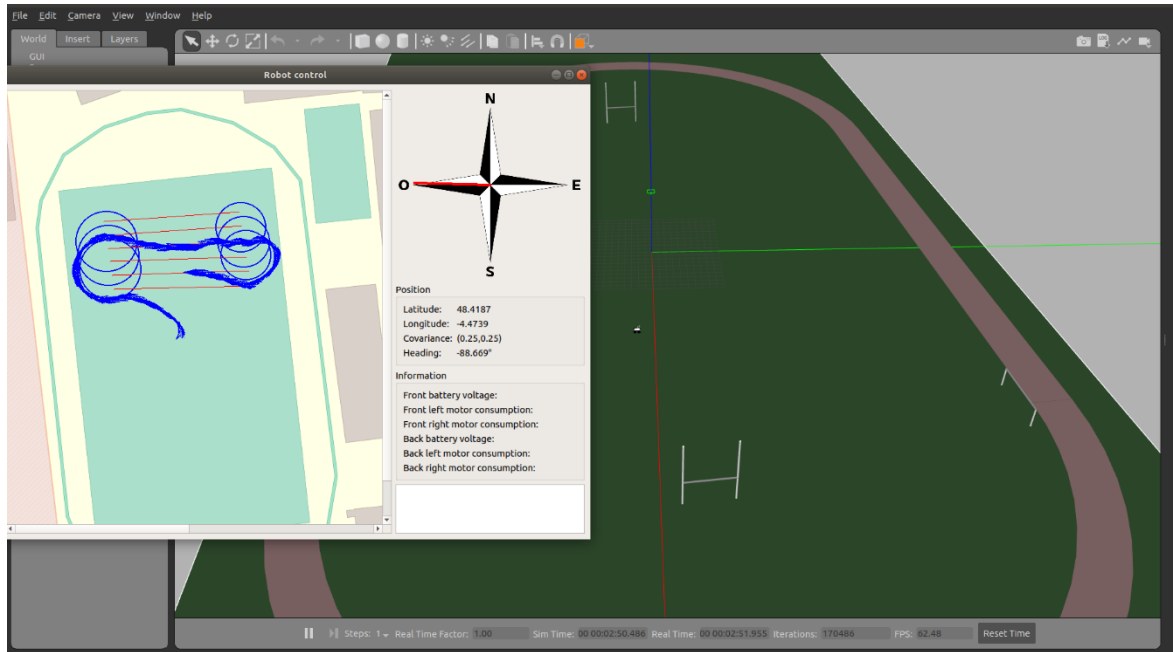 File Edit Camera View Window Help
World Insert Layers
GUI
Robot control
N
O E
S
Position
Latitude: 48.4187
Longitude: -4.4739
Covariance: (0.25,0.25)
Heading: -88.669°
Information
Front battery voltage:
Front left motor consumption:
Front right motor consumption:
Back battery voltage:
Back left motor consumption:
Back right motor consumption:
Steps: 1 Real Time Factor: 1.00 Sim Time: 00 00:02:50.486 Real Time: 00 00:02:51.955 Iterations: 170486 FPS: 62.48 Reset Time